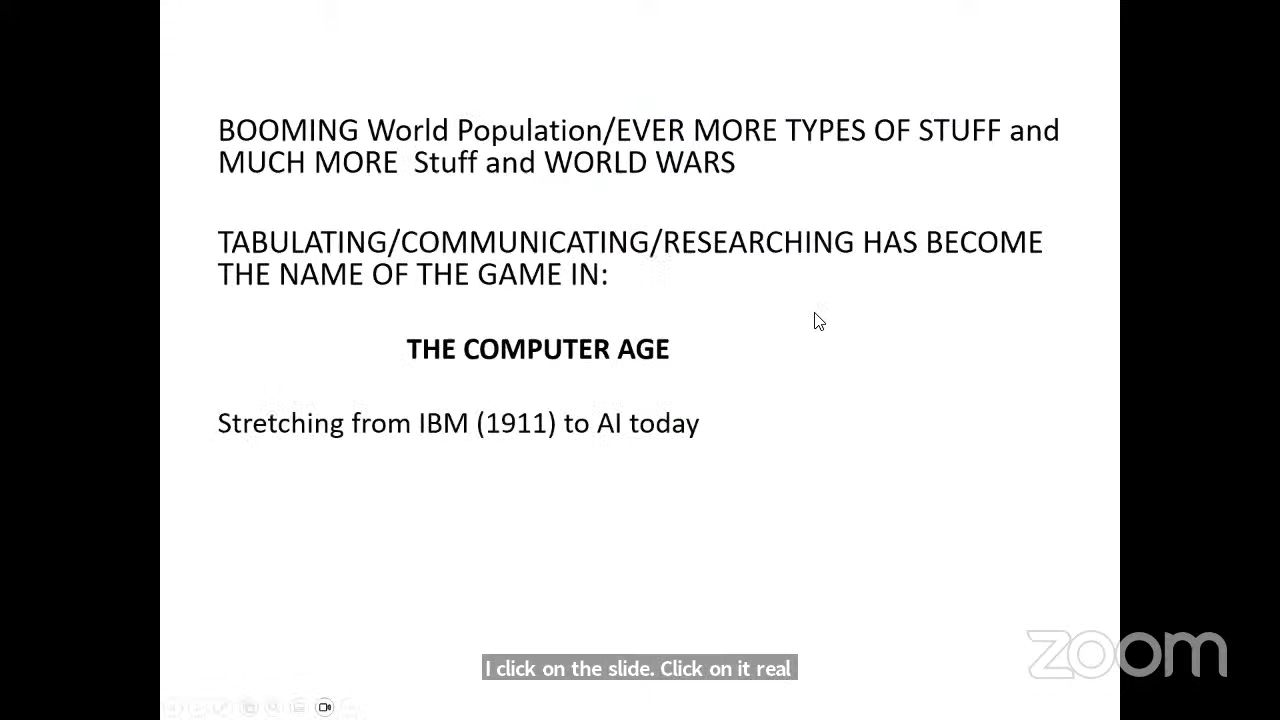 BOOMING World Population/EVER MORE TYPES OF STUFF and
MUCH MORE  Stuff and WORLD WARS
TABULATING/COMMUNICATING/RESEARCHING HAS BECOME
THE NAME OF THE GAME IN:
THE COMPUTER AGE
Stretching from IBM (1911) to AI today
zoom
I click on the slide. Click on it real